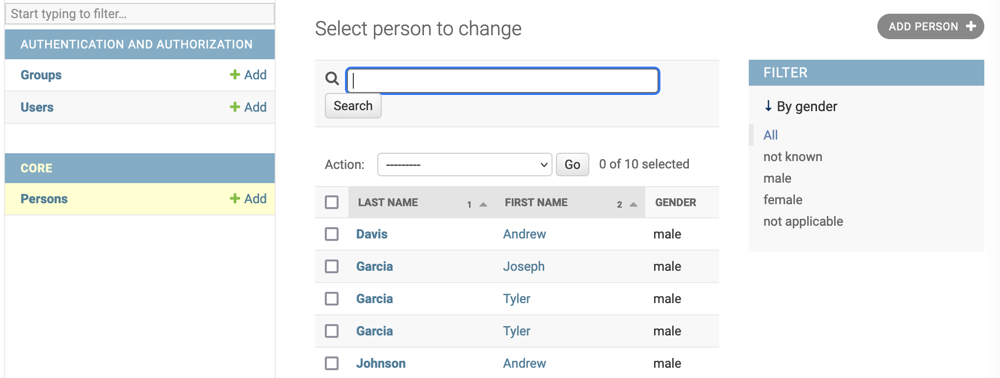 Start typing to filter...
AUTHENTICATION AND AUTHORIZATION
Groups + Add
Users + Add
CORE
Persons + Add
Select person to change
ADD PERSON +
Search
Action: --------- Go 0 of 10 selected
LAST NAME 1 FIRST NAME 2 GENDER
Davis Andrew male
Garcia Joseph male
Garcia Tyler male
Garcia Tyler male
Johnson Andrew male
FILTER
↓ By gender
All
not known
male
female
not applicable